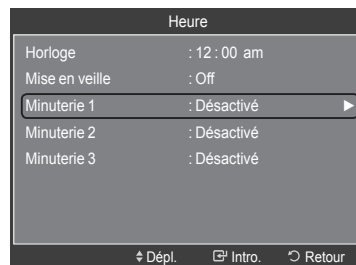 Heure
Horloge : 12 : 00 am
Mise en veille : Off
Minuterie 1 : Désactivé
Minuterie 2 : Désactivé
Minuterie 3 : Désactivé
Dépl. Intro. Retour